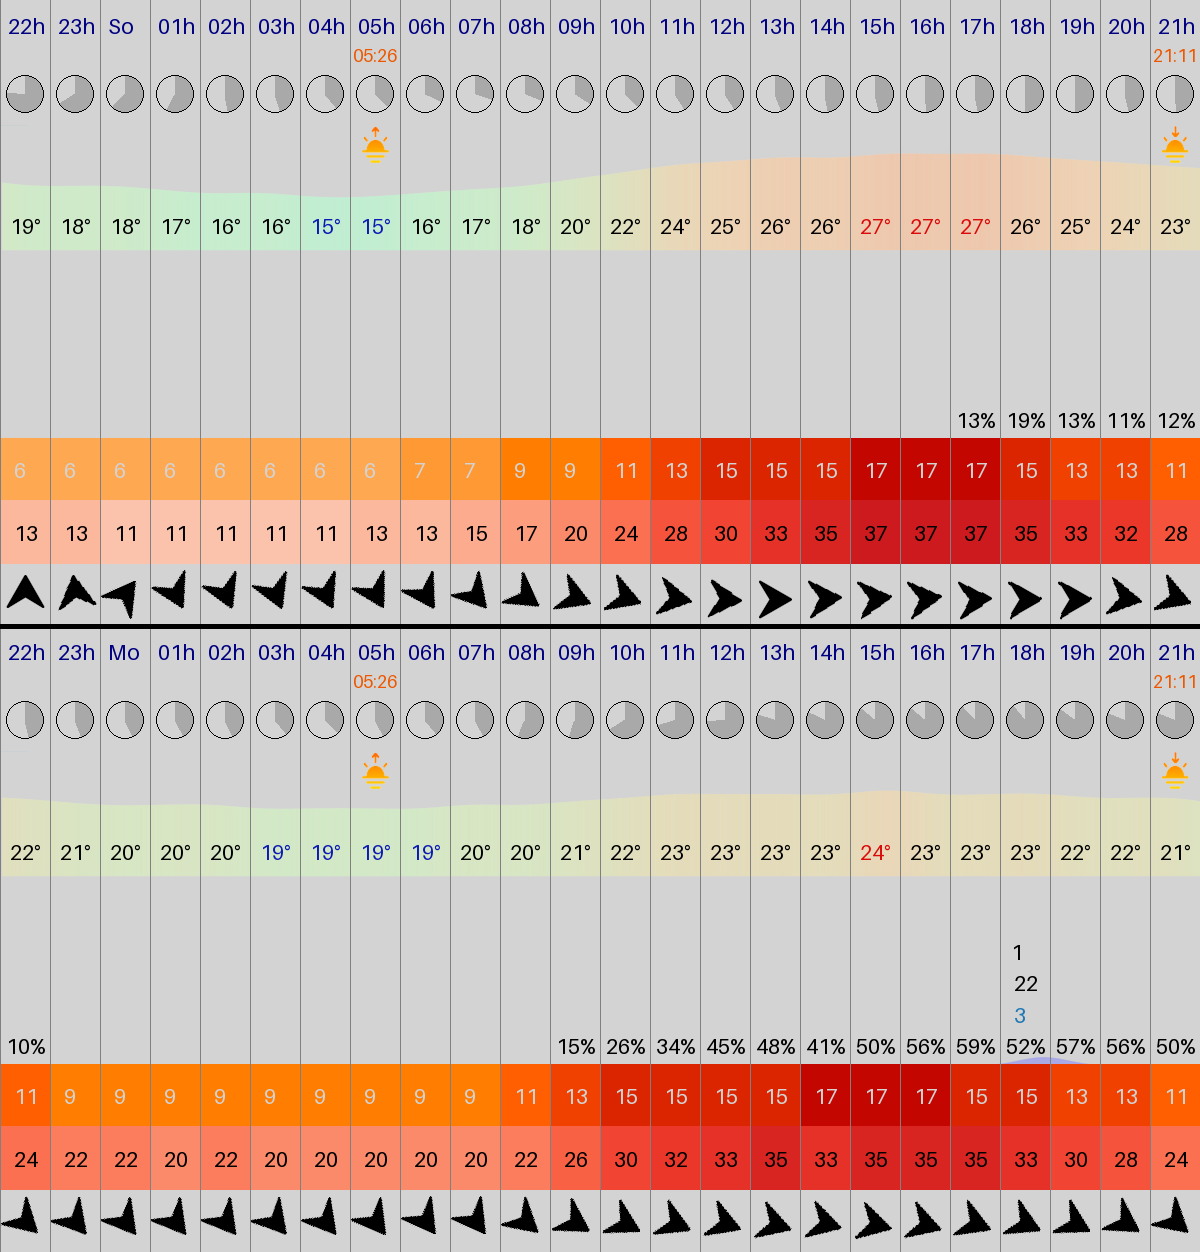 22h 23h So 01h 02h 03h 04h 05h 06h 07h 08h 09h 10h 11h 12h 13h 14h 15h 16h 17h 18h 19h 20h 21h
05:26 21:11
19° 18° 18° 17° 16° 16° 15° 15° 16° 17° 18° 20° 22° 24° 25° 26° 26° 27° 27° 27° 26° 25° 24° 23°
13% 19% 13% 11% 12%
6 6 6 6 6 6 6 6 7 7 9 9 11 13 15 15 15 17 17 17 15 13 13 11
13 13 11 11 11 11 11 13 13 15 17 20 24 28 30 33 35 37 37 37 35 33 32 28
22h 23h Mo 01h 02h 03h 04h 05h 06h 07h 08h 09h 10h 11h 12h 13h 14h 15h 16h 17h 18h 19h 20h 21h
05:26 21:11
22° 21° 20° 20° 20° 19° 19° 19° 19° 20° 20° 21° 22° 23° 23° 23° 23° 24° 23° 23° 23° 22° 22° 21°
1
22
3
10% 15% 26% 34% 45% 48% 41% 50% 56% 59% 52% 57% 56% 50%
11 9 9 9 9 9 9 9 9 9 11 13 15 15 15 15 17 17 17 15 15 13 13 11
24 22 22 20 22 20 20 20 20 20 22 26 30 32 33 35 33 35 35 35 33 30 28 24